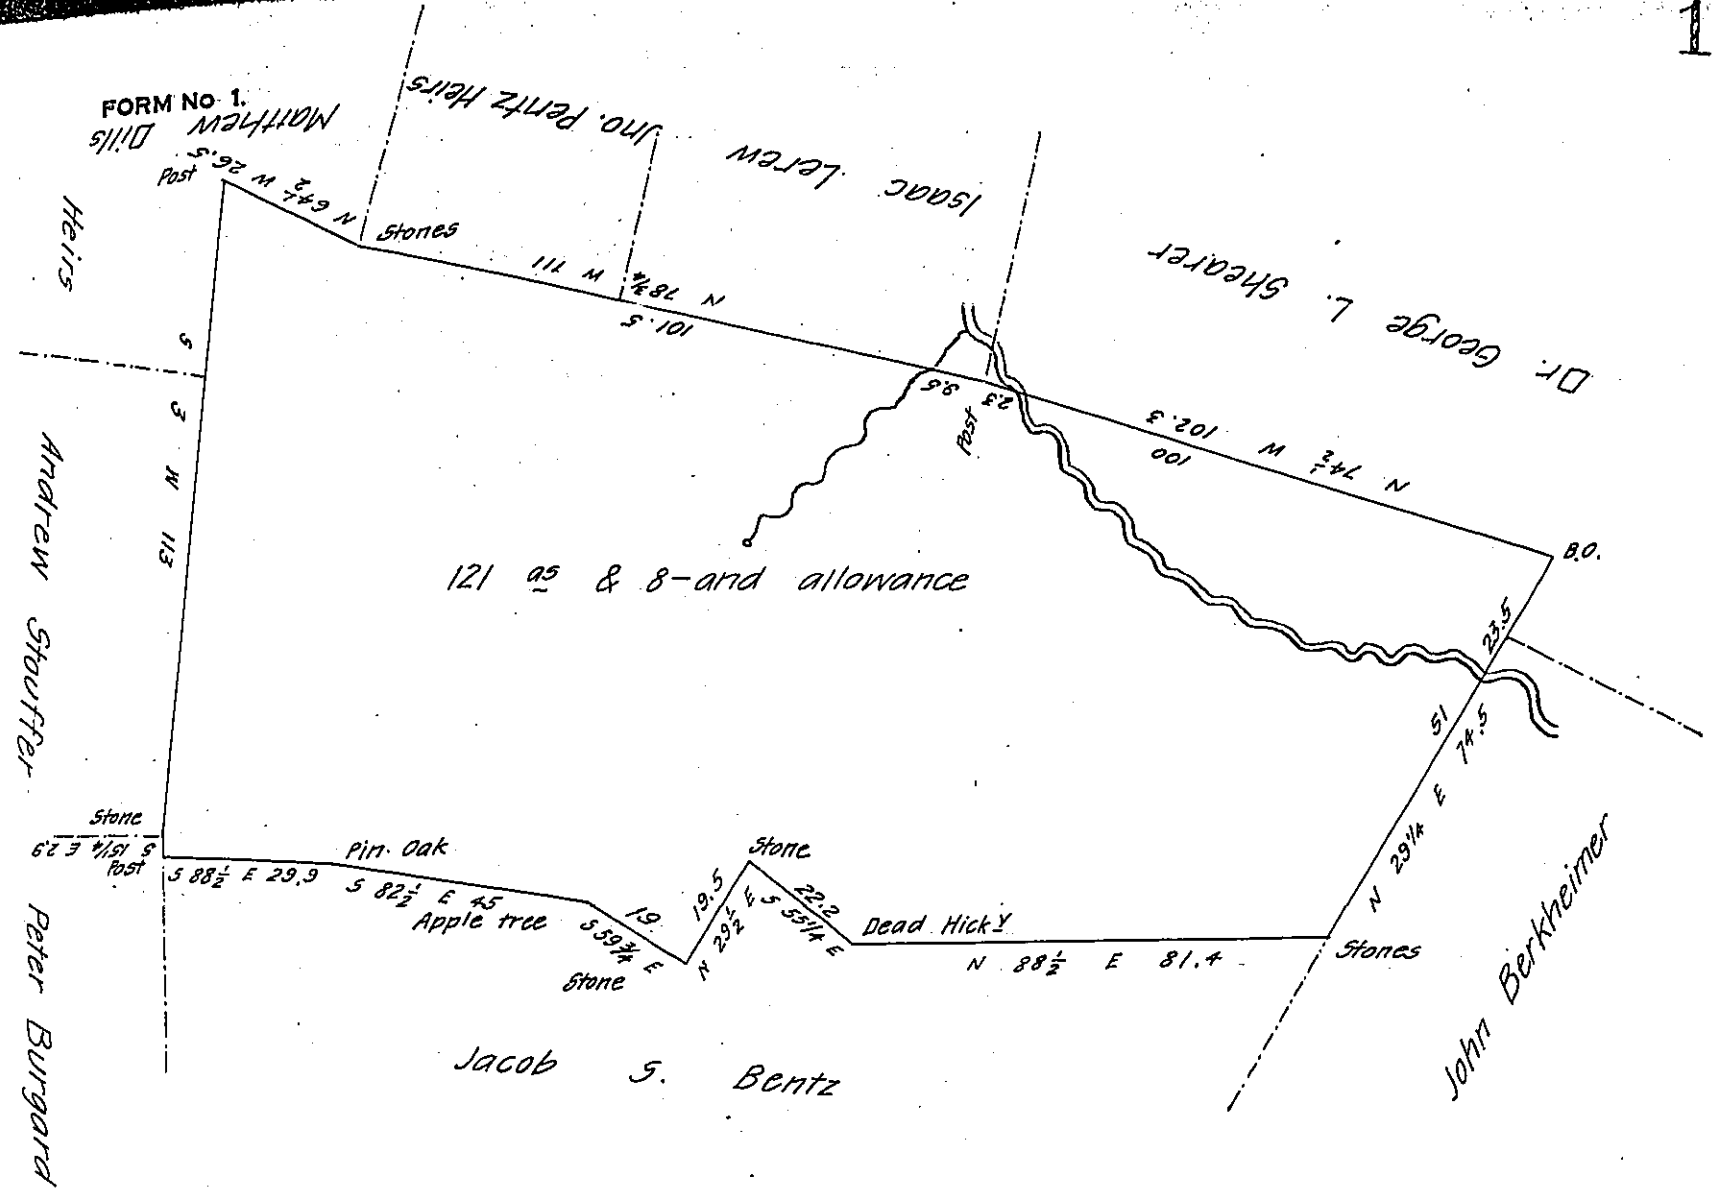 1
FORM No 1.
Matthew Dills
Heirs
Jno. Pentz Heirs
Isaac Lerew
Dr. George L. Shearer
Post
N 64½ W 26.5
Stones
N 78¾ W 111
101.5
9.5
Post
2.3
N 74½ W 102.3
100
B.O.
23.5
51
N 29¼ E 74.5
John Berkheimer
Stones
N 88½ E 81.4
Dead Hicky
22.2
S 55¼ E
Stone
19.5
N 29½ E
Stone
19
S 59¾ E
Apple tree
S 82½ E 45
Pin Oak
S 88½ E 29.9
Post
S 15¼ E 2.9
Stone
S 3 W 113
Andrew Stouffer
Peter Burgard
121 as & 8-and allowance
Jacob S. Bentz